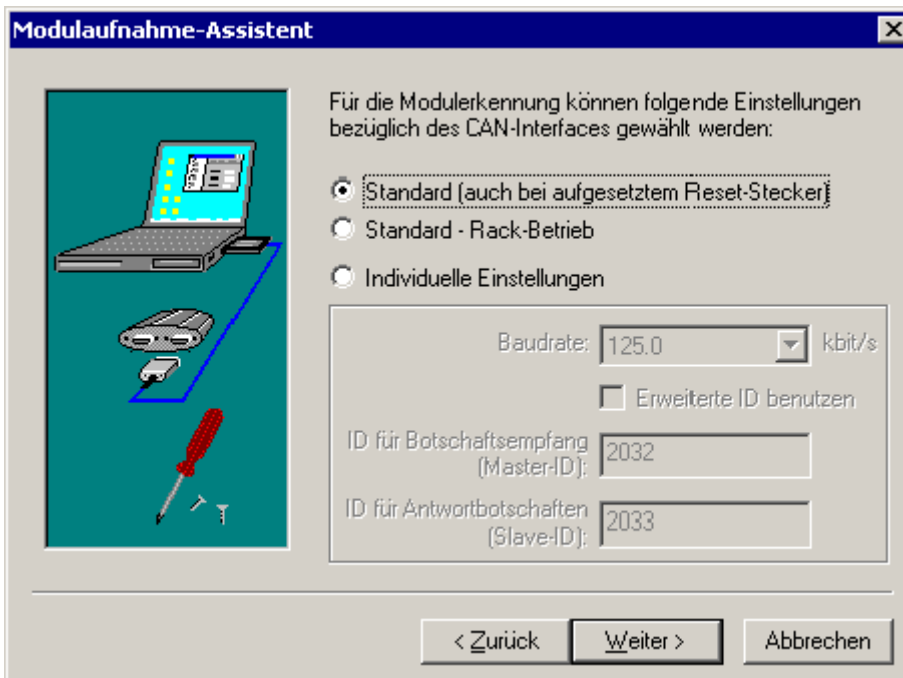 Modulaufnahme-Assistent
Für die Modulerkennung können folgende Einstellungen
bezüglich des CAN-Interfaces gewählt werden:
Standard (auch bei aufgesetztem Reset-Stecker)
Standard - Rack-Betrieb
Individuelle Einstellungen
Baudrate: 125.0 kbit/s
Erweiterte ID benutzen
ID für Botschaftsempfang
(Master-ID): 2032
ID für Antwortbotschaften
(Slave-ID): 2033
< Zurück Weiter > Abbrechen